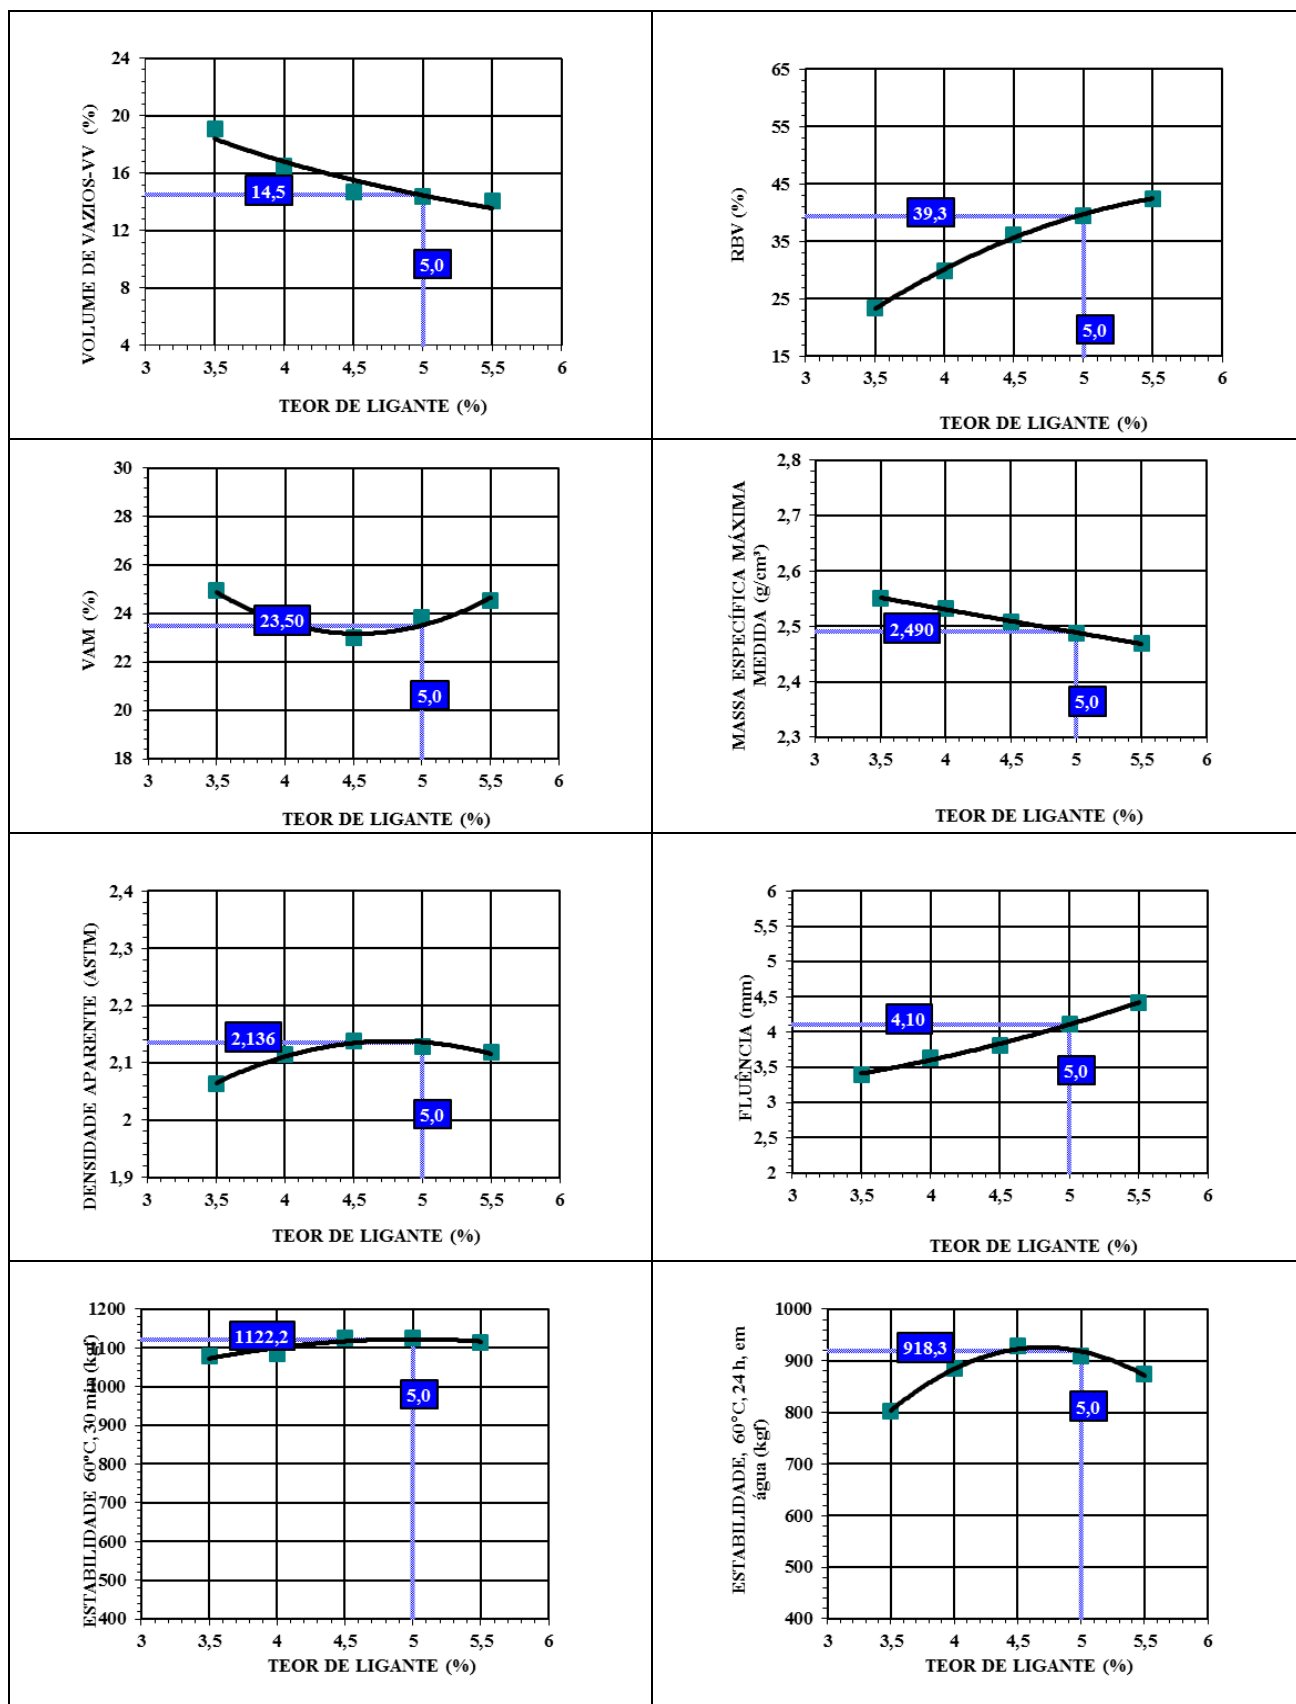 VOLUME DE VAZIOS-VV (%)
24
20
16
12
8
4
14,5
5,0
3 3,5 4 4,5 5 5,5 6
TEOR DE LIGANTE (%)
RBV (%)
65
55
45
35
25
15
39,3
5,0
3 3,5 4 4,5 5 5,5 6
TEOR DE LIGANTE (%)
VAM (%)
30
28
26
24
22
20
18
23,50
5,0
3 3,5 4 4,5 5 5,5 6
TEOR DE LIGANTE (%)
MASSA ESPECÍFICA MÁXIMA
MEDIDA (g/cm³)
2,8
2,7
2,6
2,5
2,4
2,3
2,490
5,0
3 3,5 4 4,5 5 5,5 6
TEOR DE LIGANTE (%)
DENSIDADE APARENTE (ASTM)
2,4
2,3
2,2
2,1
2
1,9
2,136
5,0
3 3,5 4 4,5 5 5,5 6
TEOR DE LIGANTE (%)
FLUÊNCIA (mm)
6
5,5
5
4,5
4
3,5
3
2,5
2
4,10
5,0
3 3,5 4 4,5 5 5,5 6
TEOR DE LIGANTE (%)
ESTABILIDADE 60°C, 30 min (kgf)
1200
1100
1000
900
800
700
600
500
400
1122,2
5,0
3 3,5 4 4,5 5 5,5 6
TEOR DE LIGANTE (%)
ESTABILIDADE, 60°C, 24 h, em
água (kgf)
1000
900
800
700
600
500
400
918,3
5,0
3 3,5 4 4,5 5 5,5 6
TEOR DE LIGANTE (%)